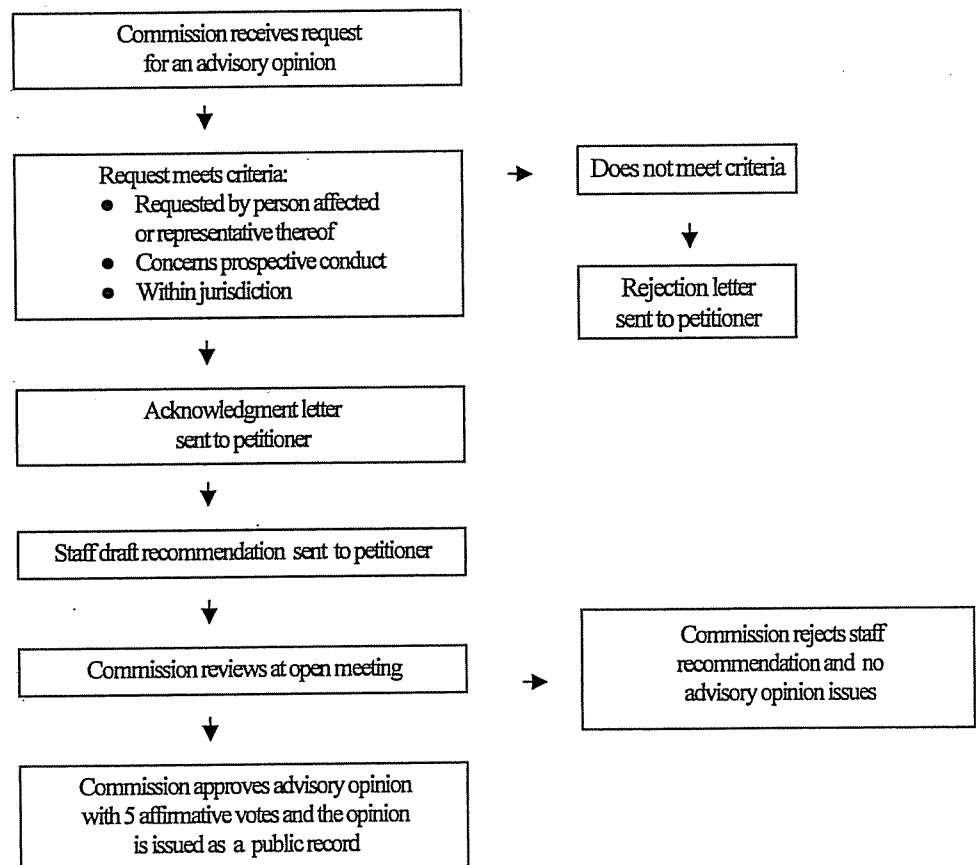 Commission receives request
for an advisory opinion
Request meets criteria:
● Requested by person affected
or representative thereof
● Concerns prospective conduct
● Within jurisdiction
Does not meet criteria
Rejection letter
sent to petitioner
Acknowledgment letter
sent to petitioner
Staff draft recommendation sent to petitioner
Commission reviews at open meeting
Commission rejects staff
recommendation and no
advisory opinion issues
Commission approves advisory opinion
with 5 affirmative votes and the opinion
is issued as a public record